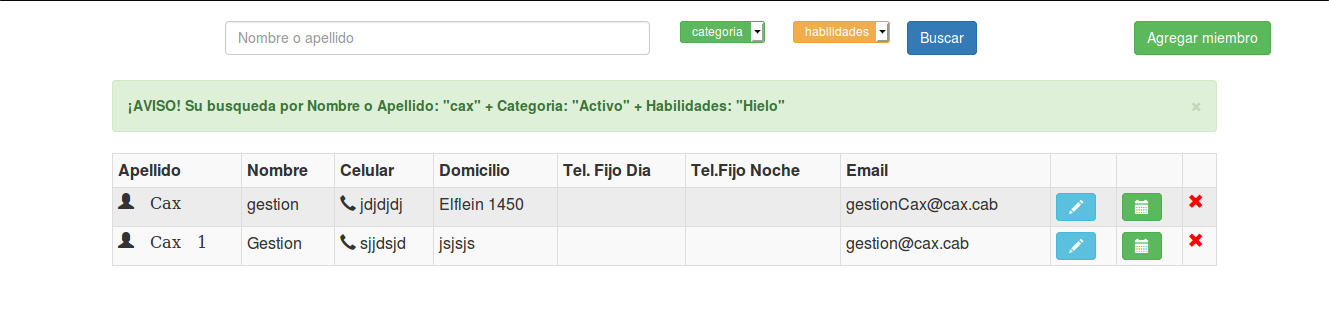 Nombre o apellido categoria habilidades Buscar Agregar miembro
¡AVISO! Su busqueda por Nombre o Apellido: "cax" + Categoria: "Activo" + Habilidades: "Hielo" ×
Apellido Nombre Celular Domicilio Tel. Fijo Dia Tel.Fijo Noche Email
Cax gestion jdjdjdj Elflein 1450 gestionCax@cax.cab
Cax 1 Gestion sjjdsjd jsjsjs gestion@cax.cab